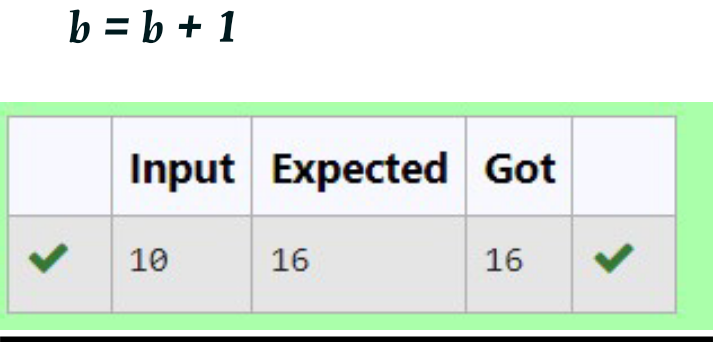 b = b + 1
Input Expected Got
10 16 16